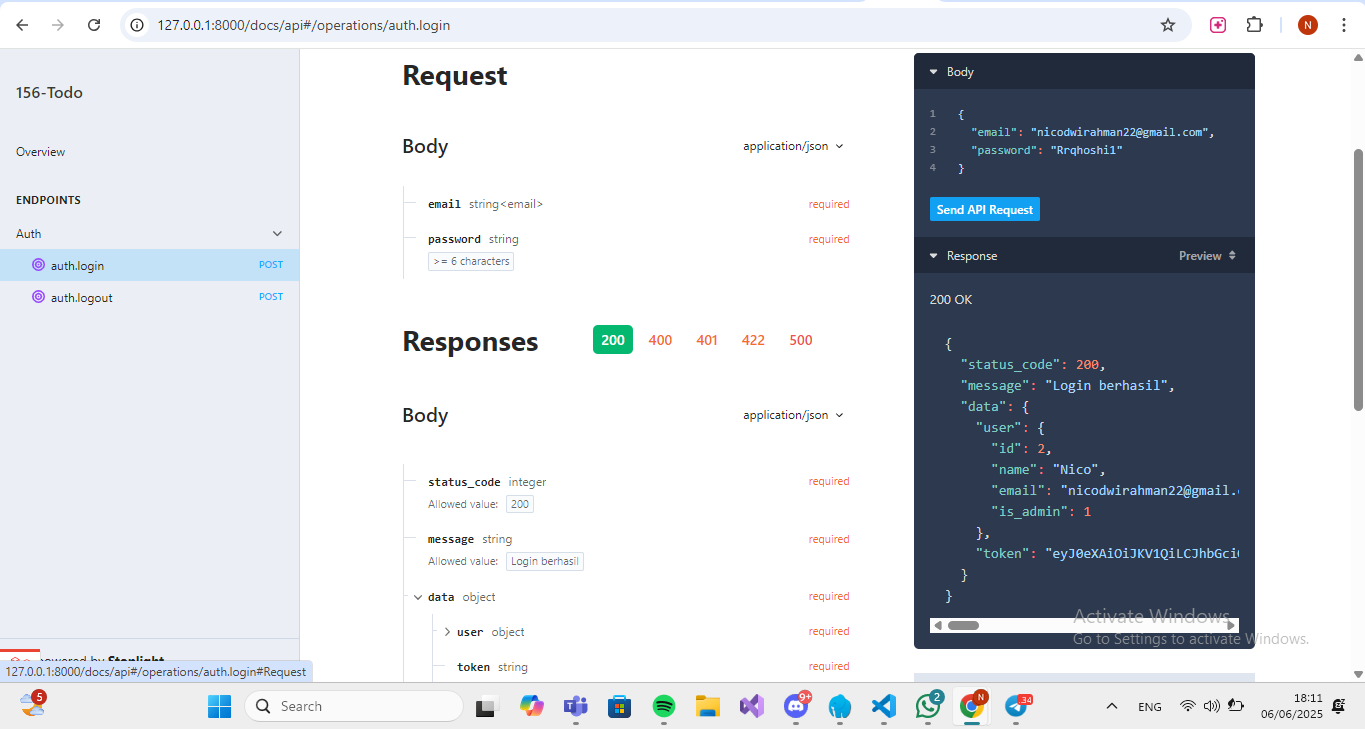 127.0.0.1:8000/docs/api#/operations/auth.login
N
156-Todo
Overview
ENDPOINTS
Auth
auth.login POST
auth.logout POST
powered by Stoplight
127.0.0.1:8000/docs/api#/operations/auth.login#Request
Request
Body application/json
email string<email> required
password string required
>= 6 characters
Responses 200 400 401 422 500
Body application/json
status_code integer required
Allowed value: 200
message string required
Allowed value: Login berhasil
data object required
user object required
token string required
Body
1 {
2 "email": "nicodwirahman22@gmail.com",
3 "password": "Rrqhoshi1"
4 }
Send API Request
Response Preview
200 OK
{
"status_code": 200,
"message": "Login berhasil",
"data": {
"user": {
"id": 2,
"name": "Nico",
"email": "nicodwirahman22@gmail.
"is_admin": 1
},
"token": "eyJ0eXAiOiJKV1QiLCJhbGci
}
}
Activate Windows
Go to Settings to activate Windows.
5
Search
9+
2
N
34
ENG
18:11
06/06/2025